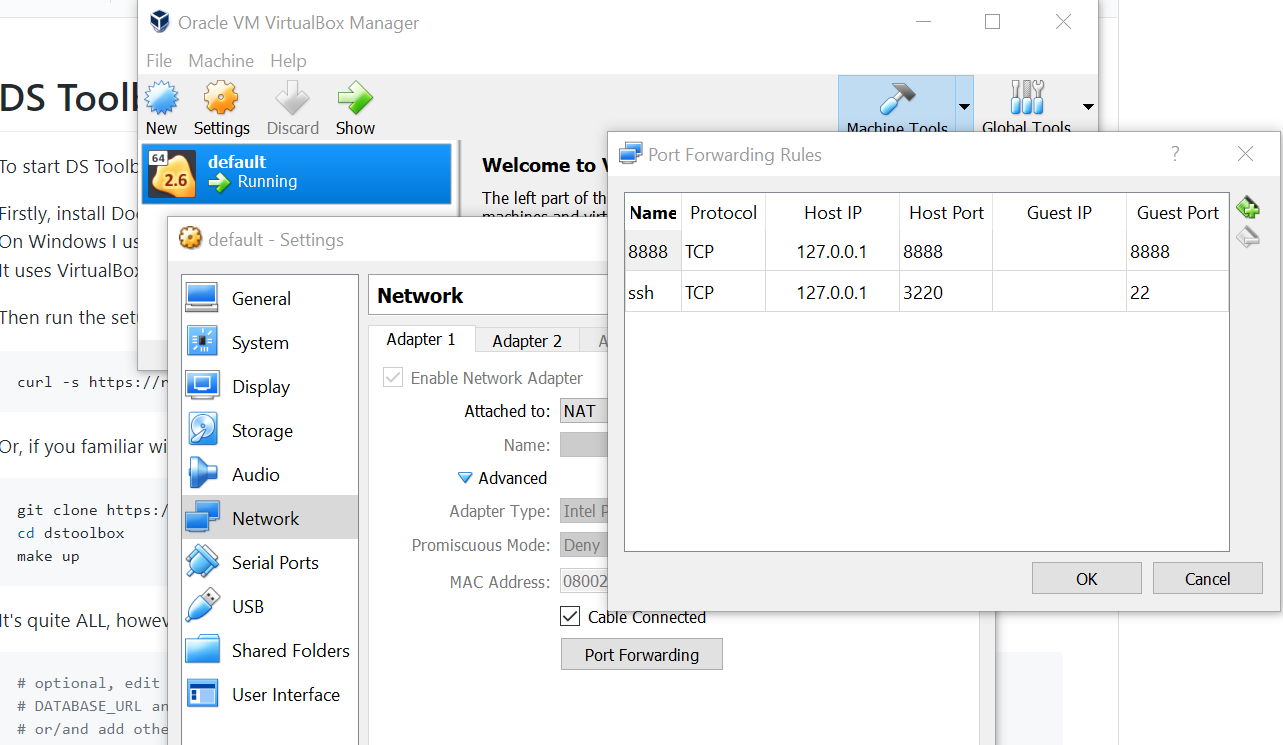 Oracle VM VirtualBox Manager
File Machine Help
New Settings Discard Show
Machine Tools Global Tools
64
2.6
default
Running
Welcome to V
The left part of th
machines and virt
DS Toolb
To start DS Toolb
Firstly, install Doc
On Windows I us
It uses VirtualBox
Then run the setu
curl -s https://r
Or, if you familiar wi
git clone https:/
cd dstoolbox
make up
It's quite ALL, howev
# optional, edit
# DATABASE_URL an
# or/and add othe
default - Settings
General
System
Display
Storage
Audio
Network
Serial Ports
USB
Shared Folders
User Interface
Network
Adapter 1 Adapter 2 A
Enable Network Adapter
Attached to: NAT
Name:
Advanced
Adapter Type: Intel P
Promiscuous Mode: Deny
MAC Address: 08002
Cable Connected
Port Forwarding
Port Forwarding Rules ?
Name Protocol Host IP Host Port Guest IP Guest Port
8888 TCP 127.0.0.1 8888 8888
ssh TCP 127.0.0.1 3220 22
OK Cancel